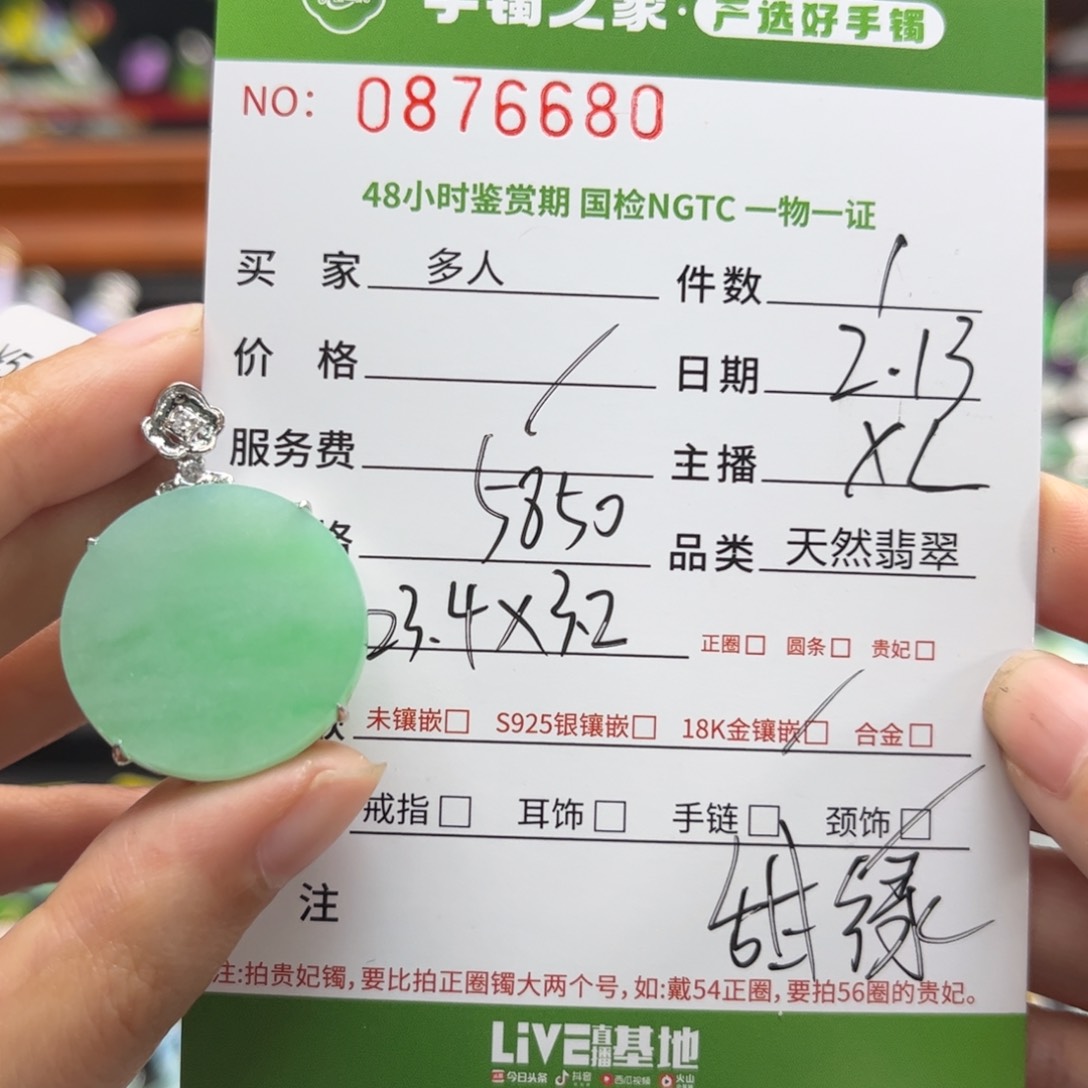 手镯之家·严选好手镯
NO: 0876680
48小时鉴赏期 国检NGTC 一物一证
买 家 多人 件数 1
价 格 日期 2.13
服务费 主播 XL
格 5850 品类 天然翡翠
23.4×3.2 正圈□ 圆条□ 贵妃□
未镶嵌□ S925银镶嵌□ 18K金镶嵌□ 合金□
戒指□ 耳饰□ 手链□ 颈饰□
注 甜绿
注:拍贵妃镯,要比拍正圈镯大两个号,如:戴54正圈,要拍56圈的贵妃。
LiVE直播基地
今日头条 抖音 西瓜视频 火山